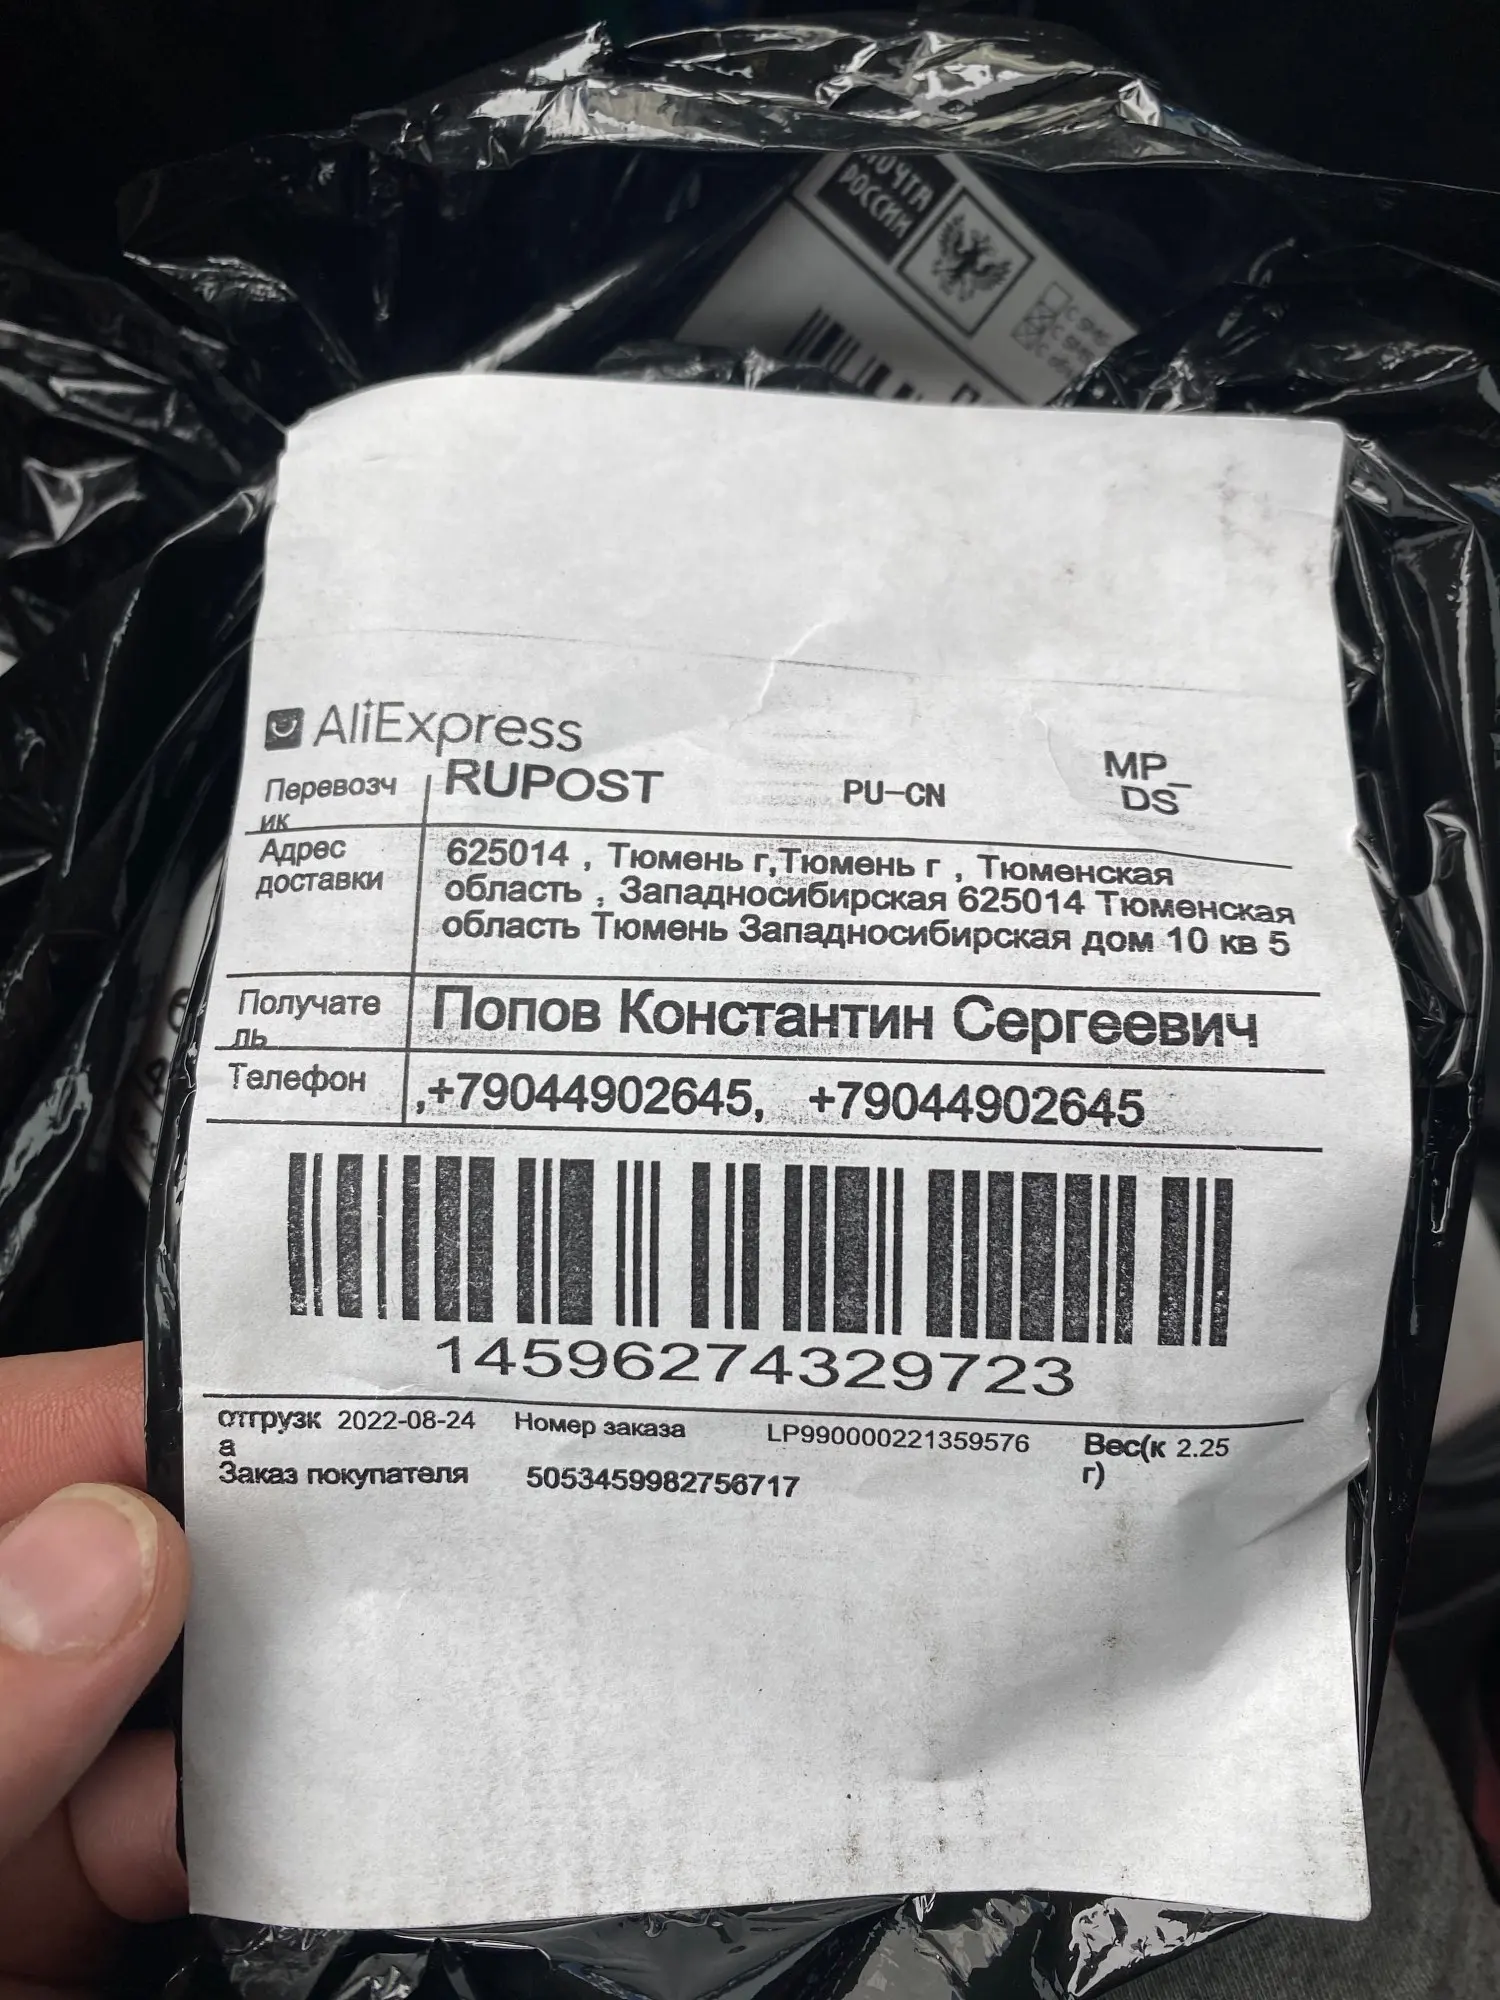 ПОЧТА
РОССИИ
AliExpress
Перевозч
ик
RUPOST PU-CN MP_
DS
Адрес
доставки
625014 , Тюмень г,Тюмень г , Тюменская
область , Западносибирская 625014 Тюменская
область Тюмень Западносибирская дом 10 кв 5
Получате
ль
Попов Константин Сергеевич
Телефон ,+79044902645, +79044902645
14596274329723
отгрузк 2022-08-24 Номер заказа LP990000221359576 Вес(к 2.25
а г)
Заказ покупателя 5053459982756717